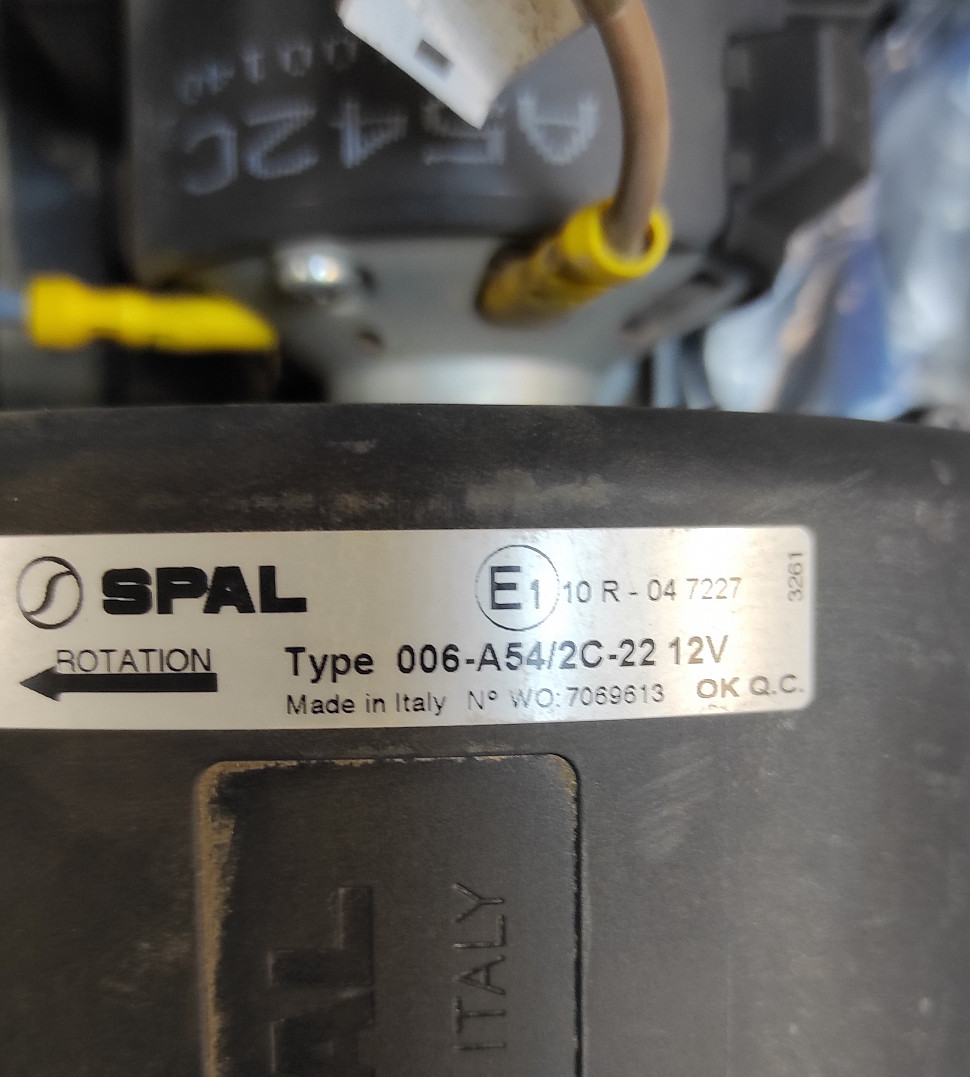 A542C
SPAL
E1 10 R - 04 7227
3261
ROTATION
Type 006-A54/2C-22 12V
Made in Italy N° WO: 7069613 OK Q.C.
AL
ITALY